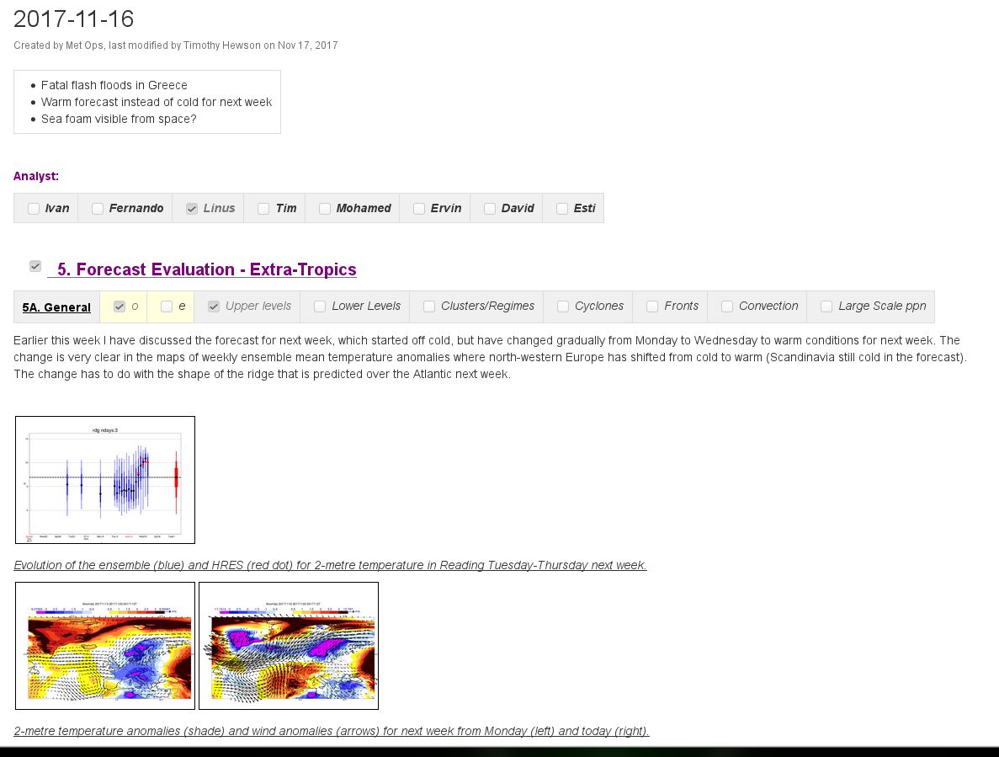 2017-11-16
Created by Met Ops, last modified by Timothy Hewson on Nov 17, 2017
Fatal flash floods in Greece
Warm forecast instead of cold for next week
Sea foam visible from space?
Analyst:
Ivan Fernando Linus Tim Mohamed Ervin David Esti
5. Forecast Evaluation - Extra-Tropics
5A. General o e Upper levels Lower Levels Clusters/Regimes Cyclones Fronts Convection Large Scale ppn
Earlier this week I have discussed the forecast for next week, which started off cold, but have changed gradually from Monday to Wednesday to warm conditions for next week. The
change is very clear in the maps of weekly ensemble mean temperature anomalies where north-western Europe has shifted from cold to warm (Scandinavia still cold in the forecast).
The change has to do with the shape of the ridge that is predicted over the Atlantic next week.
rdg ndays:3
Evolution of the ensemble (blue) and HRES (red dot) for 2-metre temperature in Reading Tuesday-Thursday next week.
2-metre temperature anomalies (shade) and wind anomalies (arrows) for next week from Monday (left) and today (right).